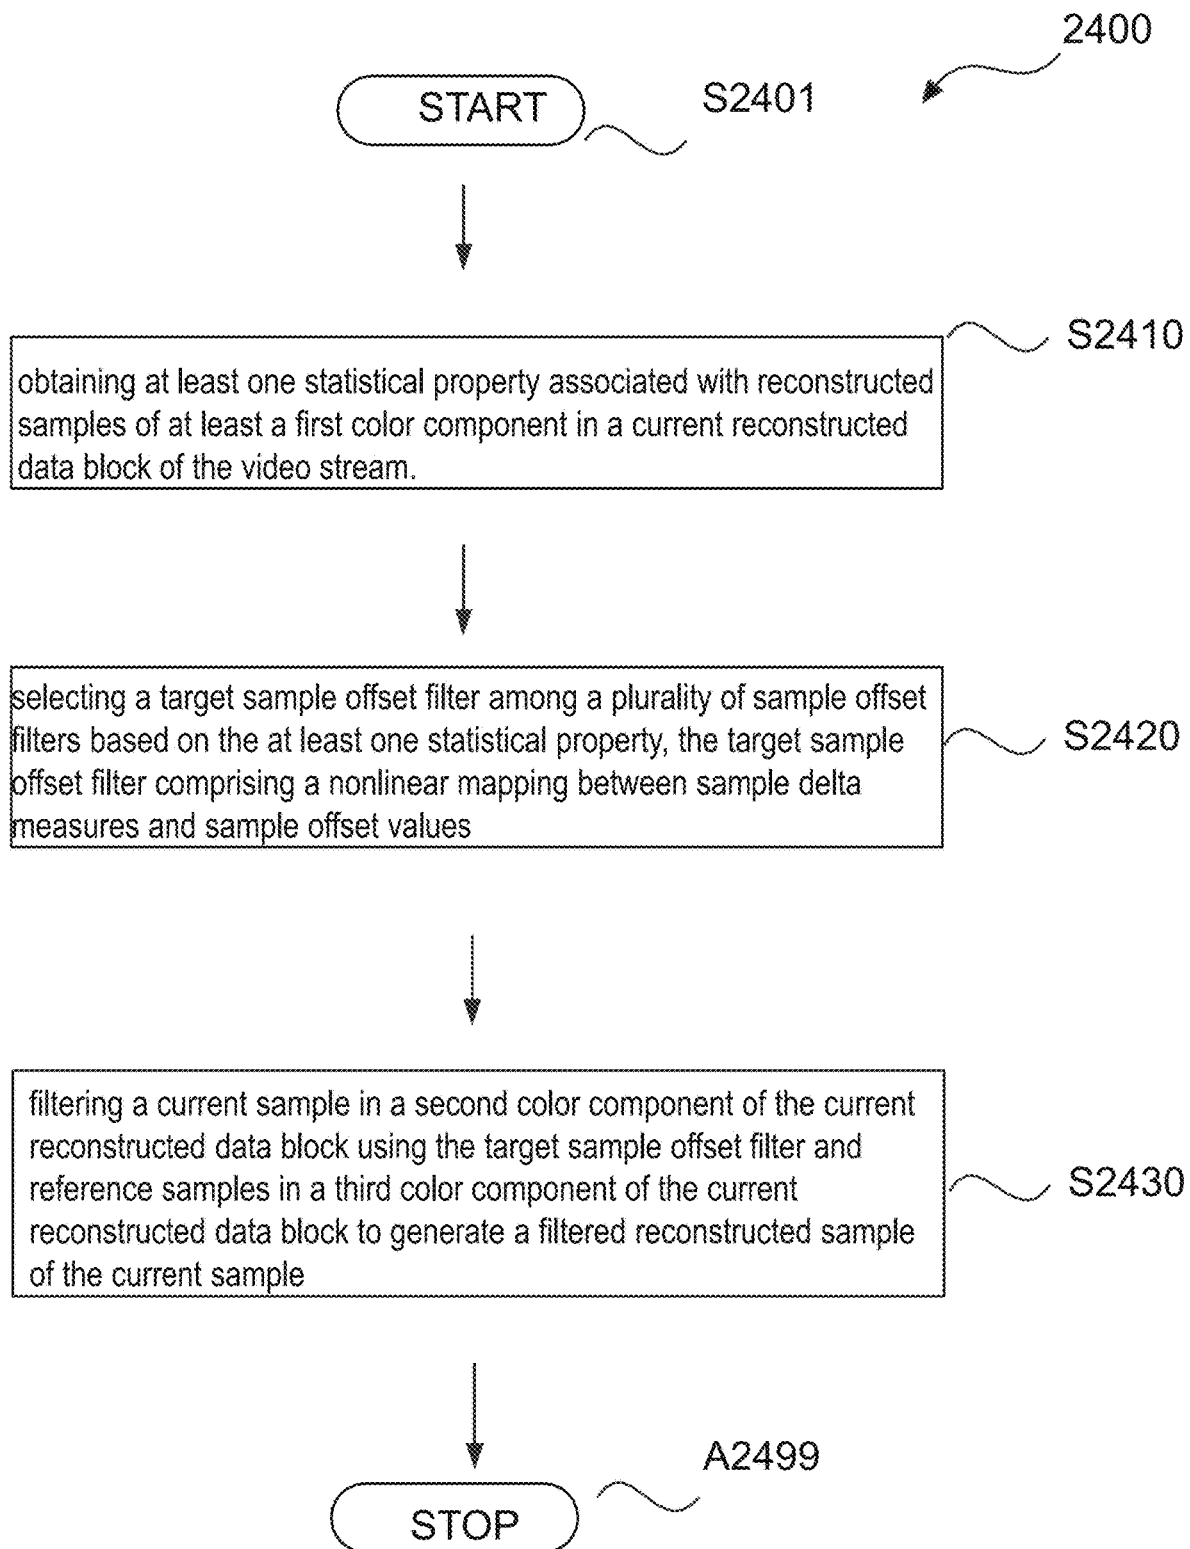 2400
START
S2401
S2410
obtaining at least one statistical property associated with reconstructed
samples of at least a first color component in a current reconstructed
data block of the video stream.
selecting a target sample offset filter among a plurality of sample offset
filters based on the at least one statistical property, the target sample
offset filter comprising a nonlinear mapping between sample delta
measures and sample offset values
S2420
filtering a current sample in a second color component of the current
reconstructed data block using the target sample offset filter and
reference samples in a third color component of the current
reconstructed data block to generate a filtered reconstructed sample
of the current sample
S2430
A2499
STOP